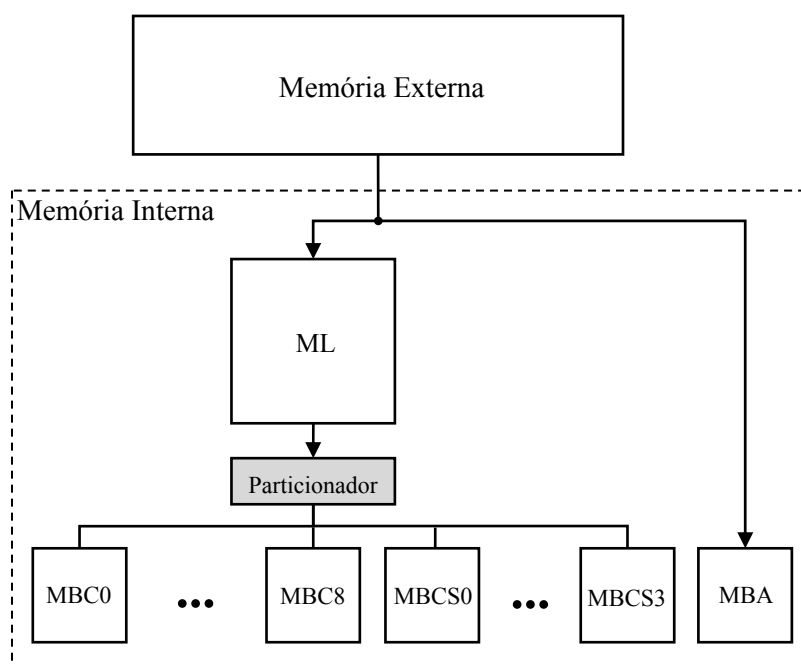 Memória Externa
Memória Interna
ML
Particionador
MBC0
•••
MBC8
MBCS0
•••
MBCS3
MBA